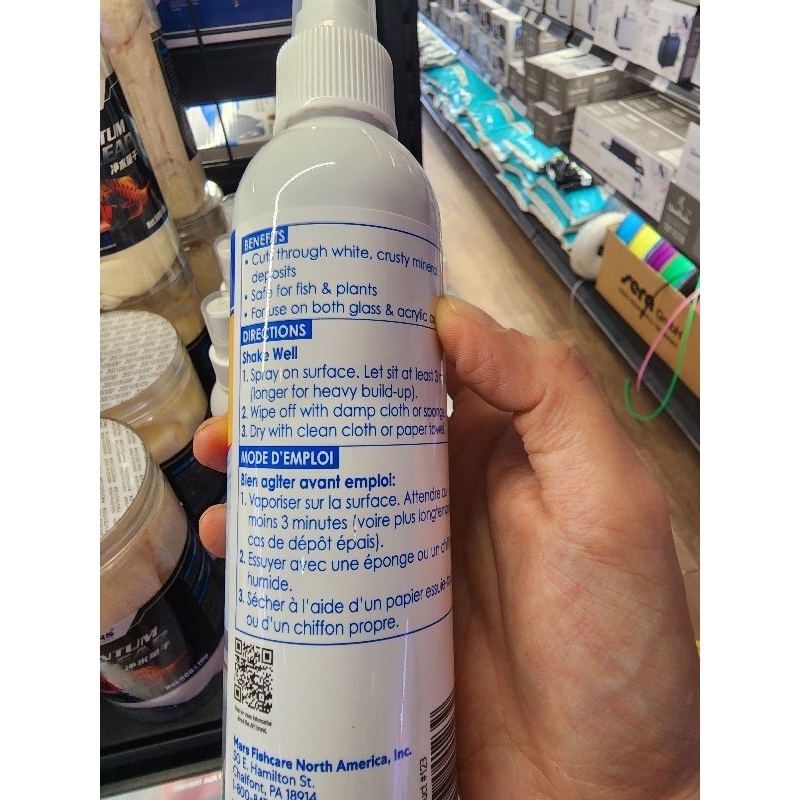 BENEFITS
• Cuts through white, crusty mineral
deposits
• Safe for fish & plants
• For use on both glass & acrylic
DIRECTIONS
Shake Well
1. Spray on surface. Let sit at least 3
(longer for heavy build-up).
2. Wipe off with damp cloth or sponge
3. Dry with clean cloth or paper towel.
MODE D'EMPLOI
Bien agiter avant emploi:
1. Vaporiser sur la surface. Attendre au
moins 3 minutes (voire plus longtemps
cas de dépôt épais).
2. Essuyer avec une éponge ou un
humide.
3. Sécher à l'aide d'un papier
ou d'un chiffon propre.
Mars Fishcare North America, Inc.
50 E. Hamilton St.
Chalfont, PA 18914
#123
sera